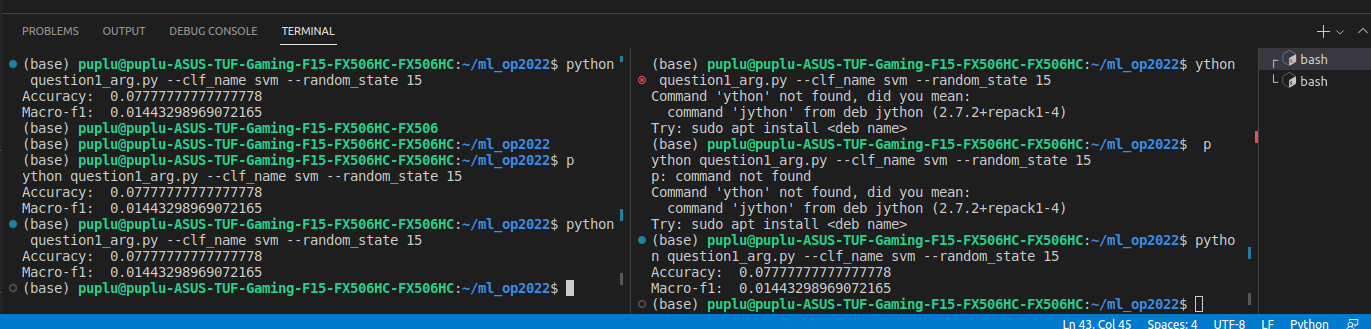 PROBLEMS OUTPUT DEBUG CONSOLE TERMINAL
(base) puplu@puplu-ASUS-TUF-Gaming-F15-FX506HC-FX506HC:~/ml_op2022$ python
question1_arg.py --clf_name svm --random_state 15
Accuracy:  0.07777777777777778
Macro-f1:  0.01443298969072165
(base) puplu@puplu-ASUS-TUF-Gaming-F15-FX506HC-FX506
(base) puplu@puplu-ASUS-TUF-Gaming-F15-FX506HC-FX506HC:~/ml_op2022
(base) puplu@puplu-ASUS-TUF-Gaming-F15-FX506HC-FX506HC:~/ml_op2022$ p
ython question1_arg.py --clf_name svm --random_state 15
Accuracy:  0.07777777777777778
Macro-f1:  0.01443298969072165
(base) puplu@puplu-ASUS-TUF-Gaming-F15-FX506HC-FX506HC:~/ml_op2022$ python
question1_arg.py --clf_name svm --random_state 15
Accuracy:  0.07777777777777778
Macro-f1:  0.01443298969072165
(base) puplu@puplu-ASUS-TUF-Gaming-F15-FX506HC-FX506HC:~/ml_op2022$
(base) puplu@puplu-ASUS-TUF-Gaming-F15-FX506HC-FX506HC:~/ml_op2022$ ython
question1_arg.py --clf_name svm --random_state 15
Command 'ython' not found, did you mean:
command 'jython' from deb jython (2.7.2+repack1-4)
Try: sudo apt install <deb name>
(base) puplu@puplu-ASUS-TUF-Gaming-F15-FX506HC-FX506HC:~/ml_op2022$  p
ython question1_arg.py --clf_name svm --random_state 15
p: command not found
Command 'ython' not found, did you mean:
command 'jython' from deb jython (2.7.2+repack1-4)
Try: sudo apt install <deb name>
(base) puplu@puplu-ASUS-TUF-Gaming-F15-FX506HC-FX506HC:~/ml_op2022$ pytho
n question1_arg.py --clf_name svm --random_state 15
Accuracy:  0.07777777777777778
Macro-f1:  0.01443298969072165
(base) puplu@puplu-ASUS-TUF-Gaming-F15-FX506HC-FX506HC:~/ml_op2022$
bash
bash
Ln 43, Col 45 Spaces: 4 UTF-8 LF Python